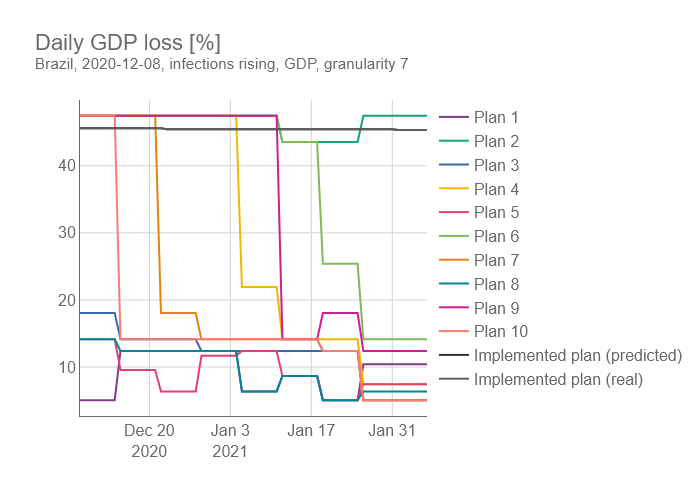 Daily GDP loss [%]
Brazil, 2020-12-08, infections rising, GDP, granularity 7
40
30
20
10
Dec 20
2020
Jan 3
2021
Jan 17
Jan 31
Plan 1
Plan 2
Plan 3
Plan 4
Plan 5
Plan 6
Plan 7
Plan 8
Plan 9
Plan 10
Implemented plan (predicted)
Implemented plan (real)